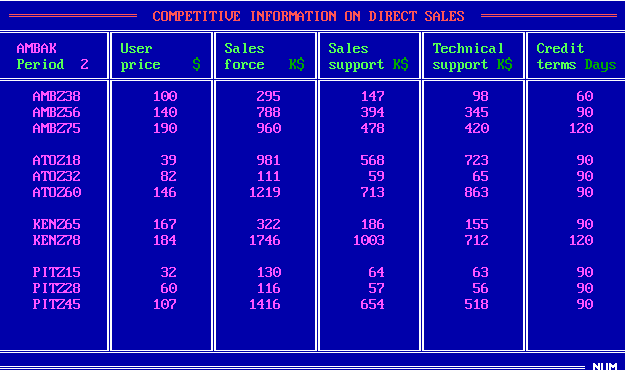 COMPETITIVE INFORMATION ON DIRECT SALES
AMBAK User Sales Sales Technical Credit
Period 2 price $ force K$ support K$ support K$ terms Days
AMBZ38 100 295 147 98 60
AMBZ56 140 788 394 345 90
AMBZ75 190 960 478 420 120
ATOZ18 39 981 568 723 90
ATOZ32 82 111 59 65 90
ATOZ60 146 1219 713 863 90
KENZ65 167 322 186 155 90
KENZ78 184 1746 1003 712 120
PITZ15 32 130 64 63 90
PITZ28 60 116 57 56 90
PITZ45 107 1416 654 518 90
NUM